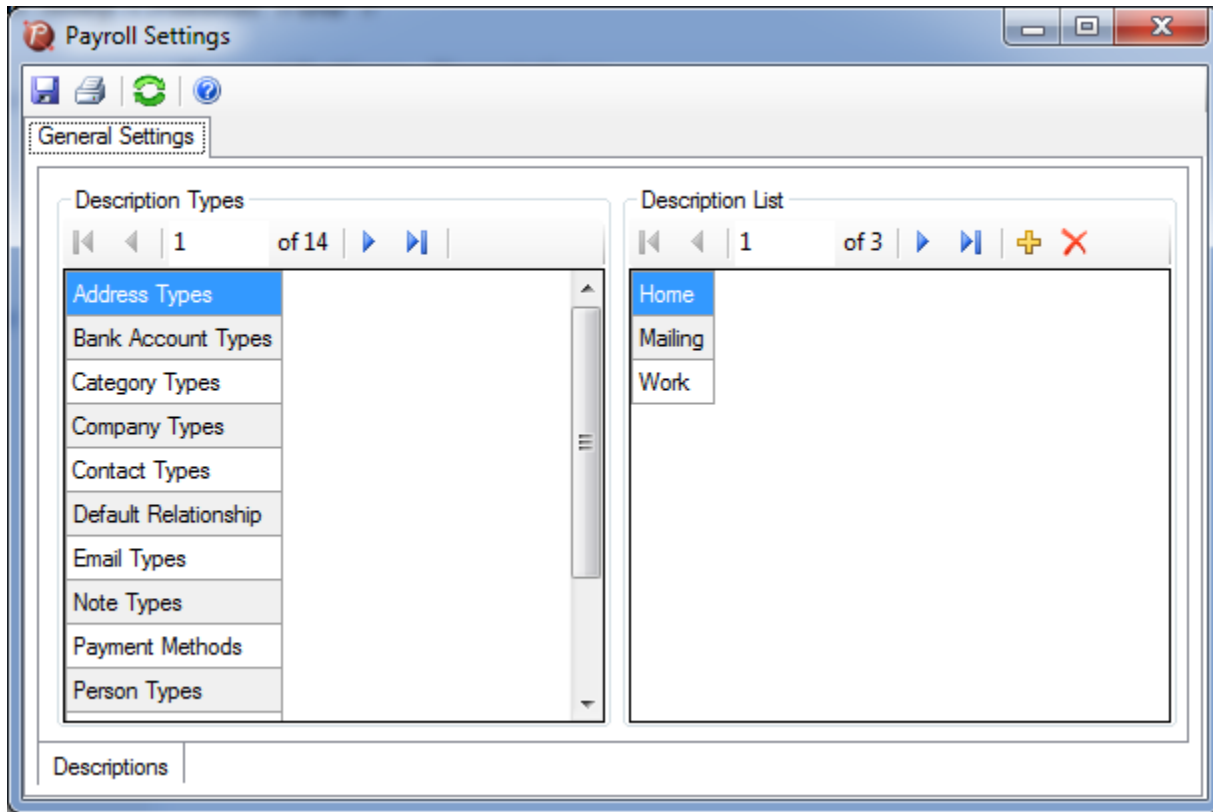 Payroll Settings
General Settings
Description Types
1 of 14
Address Types
Bank Account Types
Category Types
Company Types
Contact Types
Default Relationship
Email Types
Note Types
Payment Methods
Person Types
Description List
1 of 3
Home
Mailing
Work
Descriptions